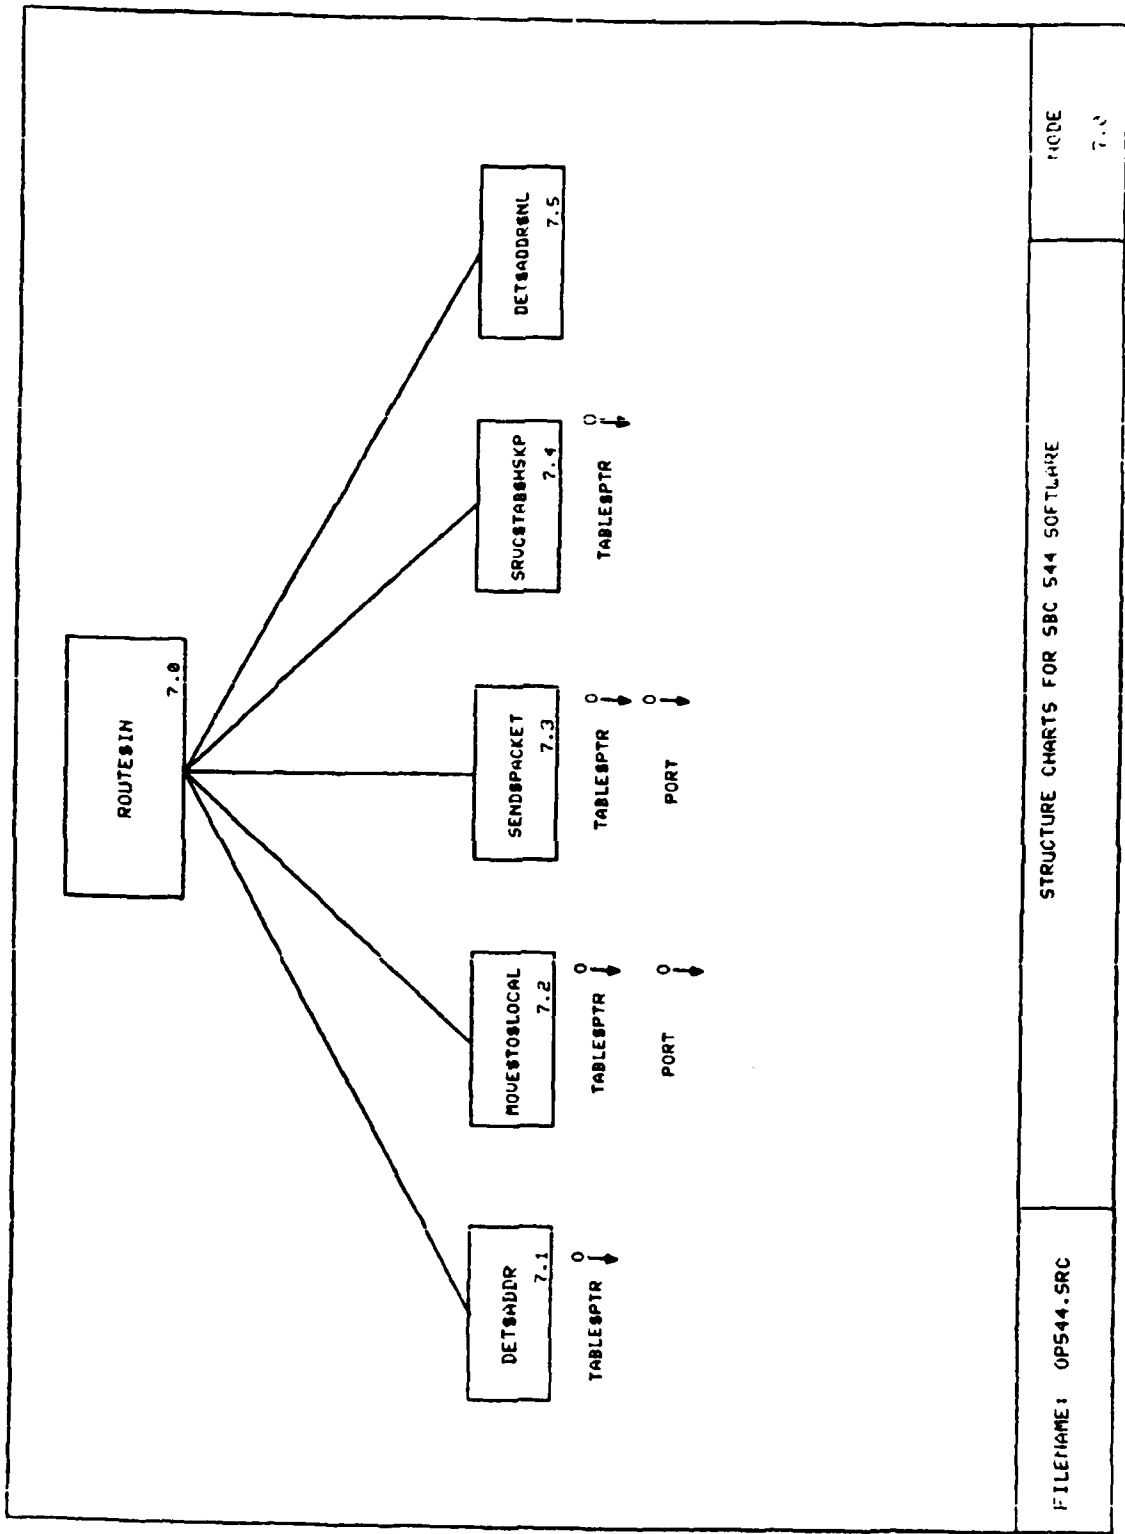 ROUTE$IN
7.0
DET$ADDR
7.1
MOVE$TO$LOCAL
7.2
SEND$PACKET
7.3
SRVC$TAB$HSKP
7.4
DET$ADDR$NL
7.5
TABLE$PTR
TABLE$PTR
TABLE$PTR
TABLE$PTR
PORT
PORT
FILENAME: OP544.SRC
STRUCTURE CHARTS FOR SBC 544 SOFTWARE
NODE
7.0